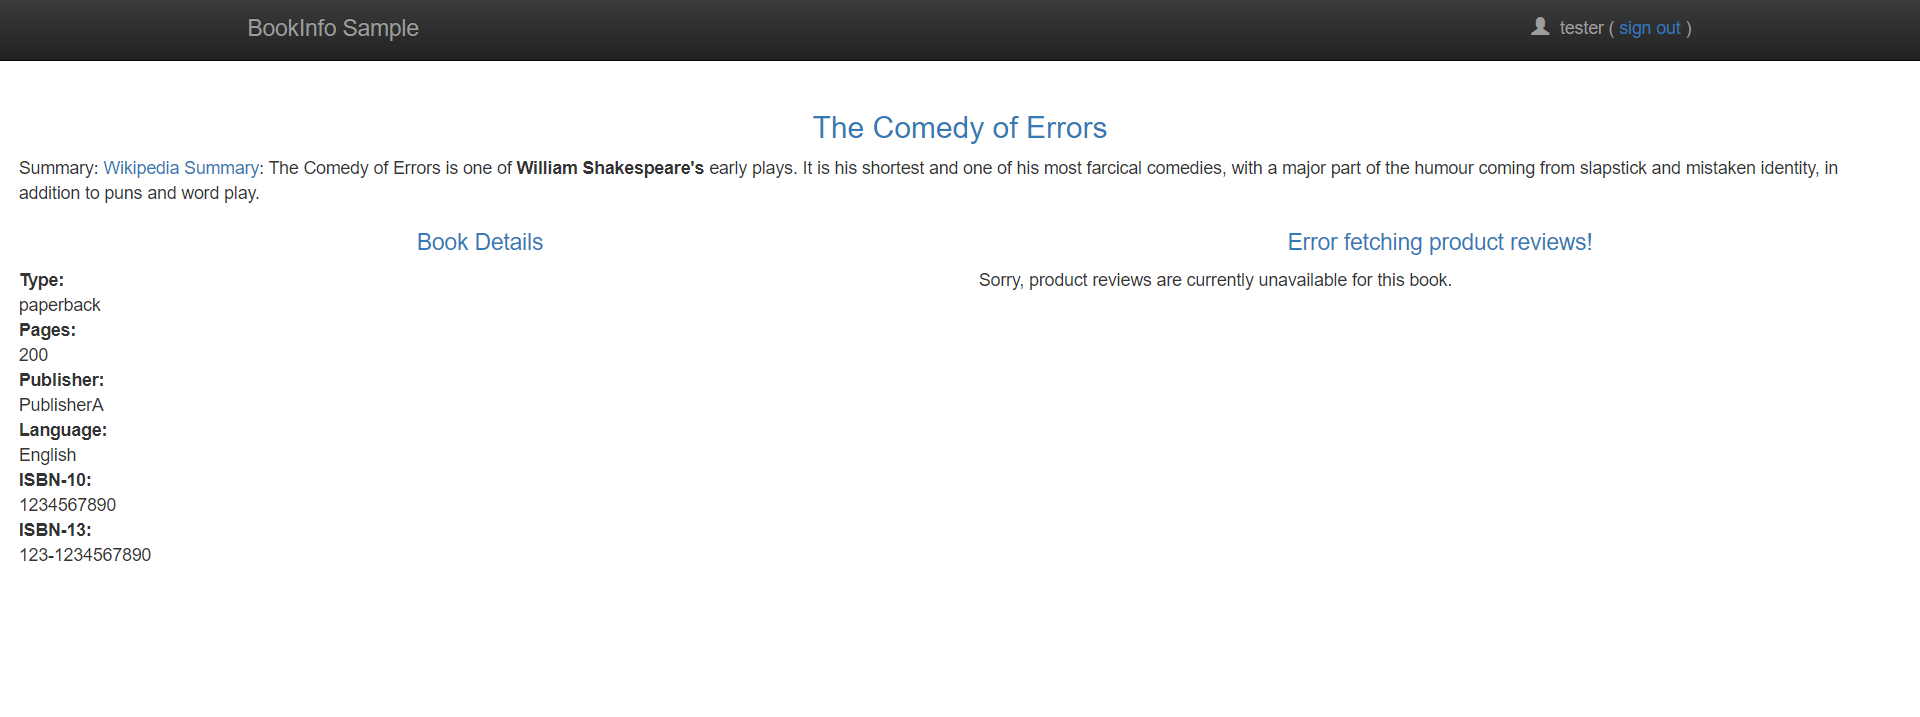 BookInfo Sample
tester ( sign out )
The Comedy of Errors
Summary: Wikipedia Summary: The Comedy of Errors is one of William Shakespeare's early plays. It is his shortest and one of his most farcical comedies, with a major part of the humour coming from slapstick and mistaken identity, in
addition to puns and word play.
Book Details
Type:
paperback
Pages:
200
Publisher:
PublisherA
Language:
English
ISBN-10:
1234567890
ISBN-13:
123-1234567890
Error fetching product reviews!
Sorry, product reviews are currently unavailable for this book.